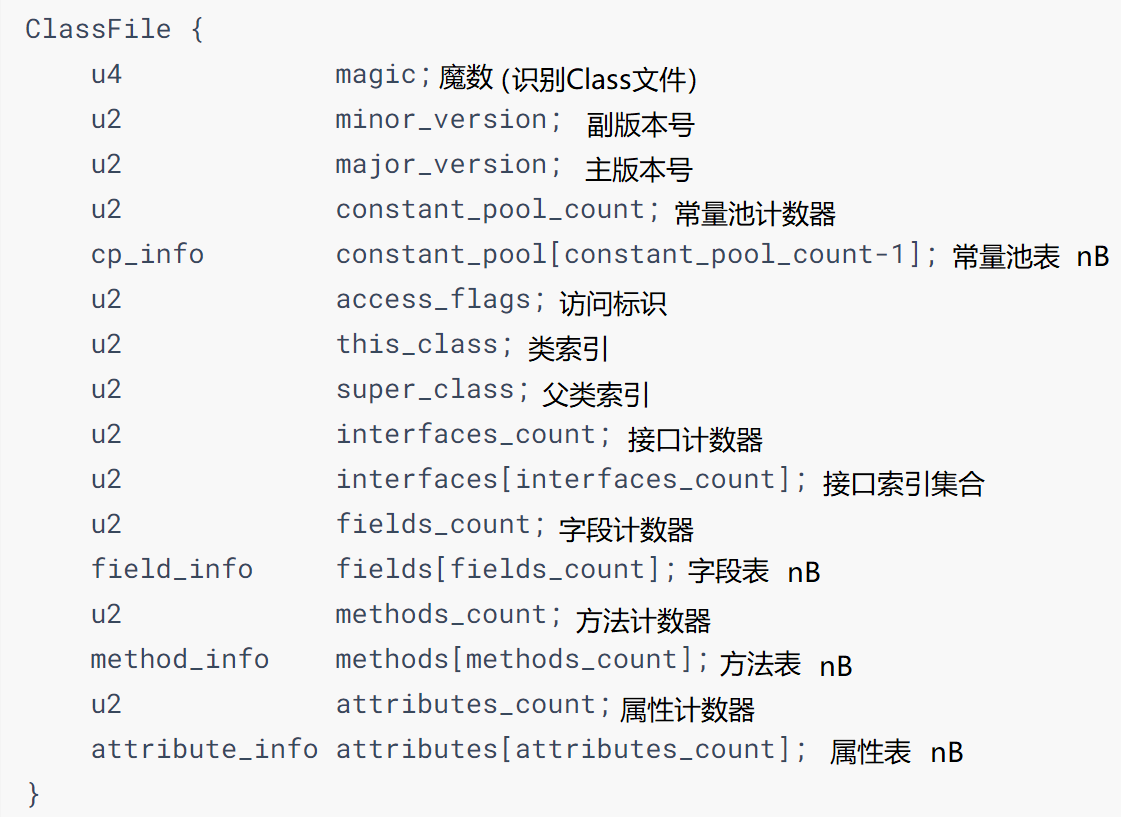 ClassFile {
u4 magic; 魔数 (识别Class文件)
u2 minor_version; 副版本号
u2 major_version; 主版本号
u2 constant_pool_count; 常量池计数器
cp_info constant_pool[constant_pool_count-1]; 常量池表 nB
u2 access_flags; 访问标识
u2 this_class; 类索引
u2 super_class; 父类索引
u2 interfaces_count; 接口计数器
u2 interfaces[interfaces_count]; 接口索引集合
u2 fields_count; 字段计数器
field_info fields[fields_count]; 字段表 nB
u2 methods_count; 方法计数器
method_info methods[methods_count]; 方法表 nB
u2 attributes_count; 属性计数器
attribute_info attributes[attributes_count]; 属性表 nB
}